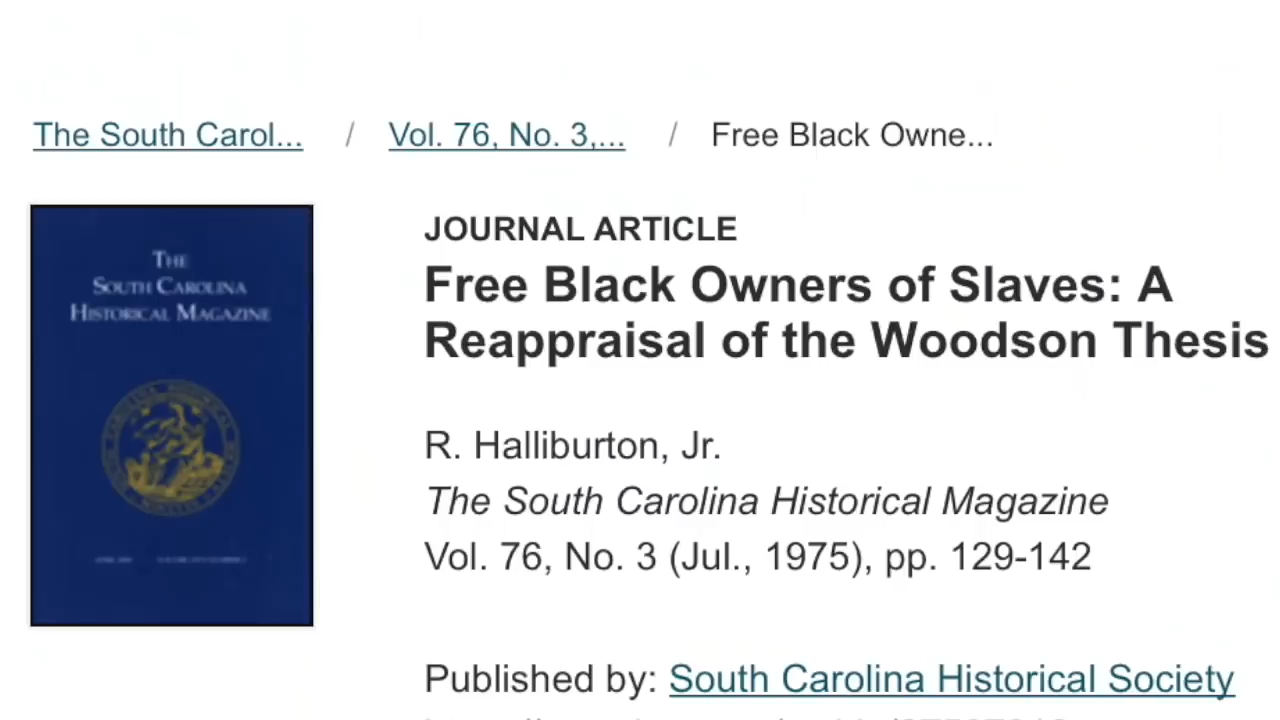 The South Carol... / Vol. 76, No. 3,... / Free Black Owne...
THE
SOUTH CAROLINA
HISTORICAL MAGAZINE
JOURNAL ARTICLE
Free Black Owners of Slaves: A
Reappraisal of the Woodson Thesis
R. Halliburton, Jr.
The South Carolina Historical Magazine
Vol. 76, No. 3 (Jul., 1975), pp. 129-142
Published by: South Carolina Historical Society